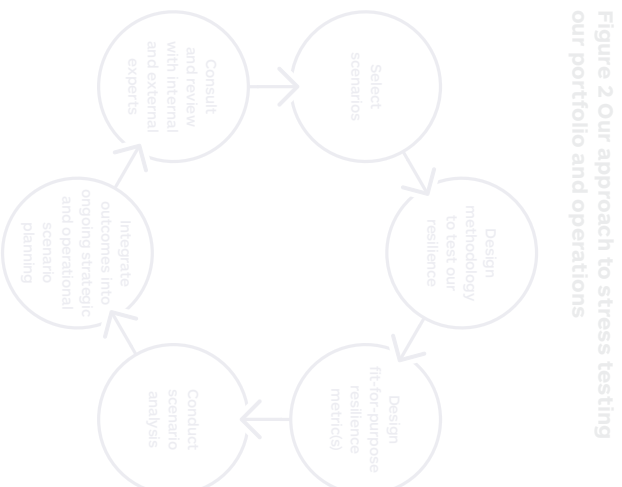 Figure 2 Our approach to stress testing
our portfolio and operations
Select
scenarios
Design
methodology
to test our
resilience
Design
fit-for-purpose
resilience
metric(s)
Conduct
scenario
analysis
Integrate
outcomes into
ongoing strategic
and operational
scenario
planning
Consult
and review
with internal
and external
experts